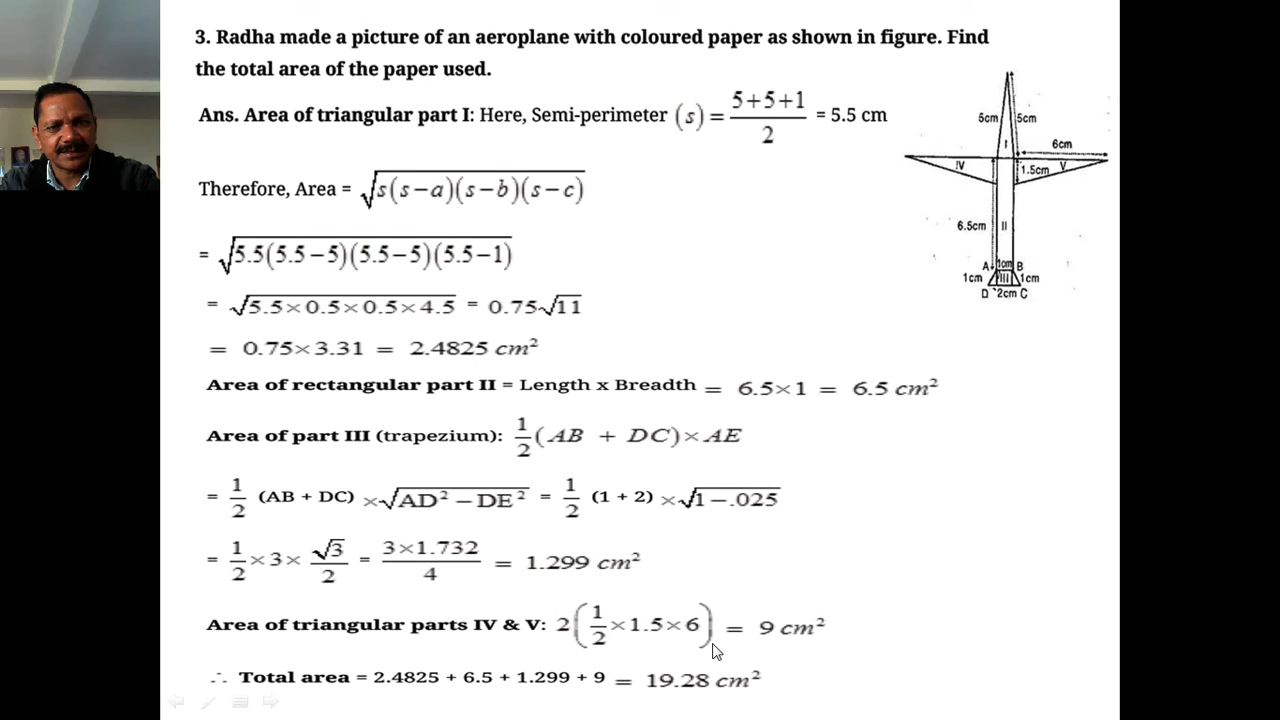 3. Radha made a picture of an aeroplane with coloured paper as shown in figure. Find
the total area of the paper used.
Ans. Area of triangular part I: Here, Semi-perimeter (s) = (5+5+1)/2 = 5.5 cm
Therefore, Area = √(s(s−a)(s−b)(s−c))
= √(5.5(5.5−5)(5.5−5)(5.5−1))
= √(5.5×0.5×0.5×4.5) = 0.75√11
= 0.75×3.31 = 2.4825 cm²
Area of rectangular part II = Length x Breadth = 6.5×1 = 6.5 cm²
Area of part III (trapezium): 1/2 (AB + DC)×AE
= 1/2 (AB + DC) ×√(AD² − DE²) = 1/2 (1 + 2) ×√(1−.025)
= 1/2 ×3× √3/2 = (3×1.732)/4 = 1.299 cm²
Area of triangular parts IV & V: 2(1/2 ×1.5×6) = 9 cm²
∴ Total area = 2.4825 + 6.5 + 1.299 + 9 = 19.28 cm²
5cm 5cm
I
6cm
IV V
1.5cm
6.5cm II
A 1cm B
1cm III 1cm
D 2cm C